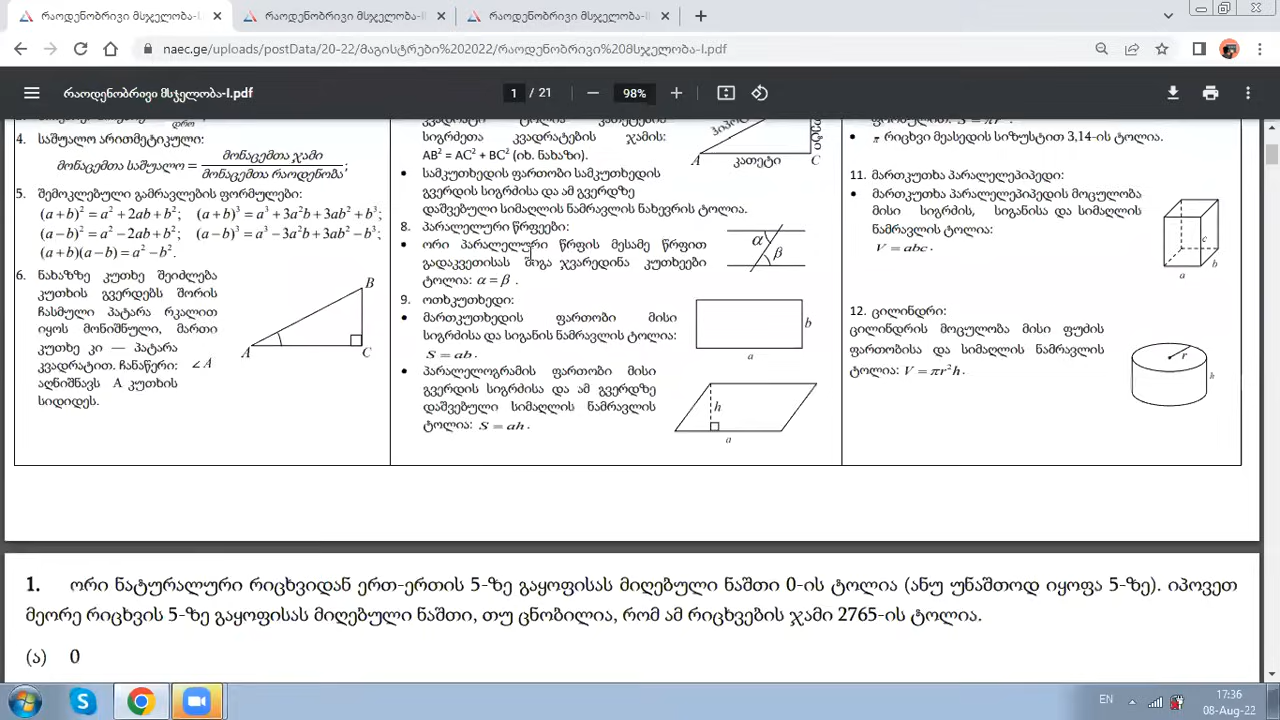 რაოდენობრივი მსჯელობა-I
რაოდენობრივი მსჯელობა-I
რაოდენობრივი მსჯელობა-I
naec.ge/uploads/postData/20-22/მაგისტრები%202022/რაოდენობრივი%20მსჯელობა-I.pdf
რაოდენობრივი მსჯელობა-I.pdf
1 / 21
98%
დრო
4. საშუალო არითმეტიკული:
მონაცემთა საშუალო = მონაცემთა ჯამი / მონაცემთა რაოდენობა ;
5. შემოკლებული გამრავლების ფორმულები:
(a + b)² = a² + 2ab + b²; (a + b)³ = a³ + 3a²b + 3ab² + b³;
(a − b)² = a² − 2ab + b²; (a − b)³ = a³ − 3a²b + 3ab² − b³;
(a + b)(a − b) = a² − b².
6. ნახაზზე კუთხე შეიძლება
კუთხის გვერდებს შორის
ჩასმული პატარა რკალით
იყოს მონიშნული, მართი
კუთხე კი — პატარა
კვადრატით. ჩანაწერი: ∠A
აღნიშნავს A კუთხის
სიდიდეს.
B
A
C
კვადრატი ტოლია კათეტების
სიგრძეთა კვადრატების ჯამის:
AB² = AC² + BC² (იხ. ნახაზი).
A
კათეტი
C
• სამკუთხედის ფართობი სამკუთხედის
გვერდის სიგრძისა და ამ გვერდზე
დაშვებული სიმაღლის ნამრავლის ნახევრის ტოლია.
8. პარალელური წრფეები:
• ორი პარალელური წრფის მესამე წრფით
გადაკვეთისას შიგა ჯვარედინა კუთხეები
ტოლია: α = β .
α
β
9. ოთხკუთხედი:
• მართკუთხედის ფართობი მისი
სიგრძისა და სიგანის ნამრავლის ტოლია:
S = ab.
b
a
• პარალელოგრამის ფართობი მისი
გვერდის სიგრძისა და ამ გვერდზე
დაშვებული სიმაღლის ნამრავლის
ტოლია: S = ah .
h
a
ფორმულით: S = πr² .
• π რიცხვი მეასედის სიზუსტით 3,14-ის ტოლია.
11. მართკუთხა პარალელეპიპედი:
• მართკუთხა პარალელეპიპედის მოცულობა
მისი სიგრძის, სიგანისა და სიმაღლის
ნამრავლის ტოლია:
V = abc .
c
b
a
12. ცილინდრი:
ცილინდრის მოცულობა მისი ფუძის
ფართობისა და სიმაღლის ნამრავლის
ტოლია: V = πr²h.
r
h
1. ორი ნატურალური რიცხვიდან ერთ-ერთის 5-ზე გაყოფისას მიღებული ნაშთი 0-ის ტოლია (ანუ უნაშთოდ იყოფა 5-ზე). იპოვეთ
მეორე რიცხვის 5-ზე გაყოფისას მიღებული ნაშთი, თუ ცნობილია, რომ ამ რიცხვების ჯამი 2765-ის ტოლია.
(ა) 0
EN
17:36
08-Aug-22